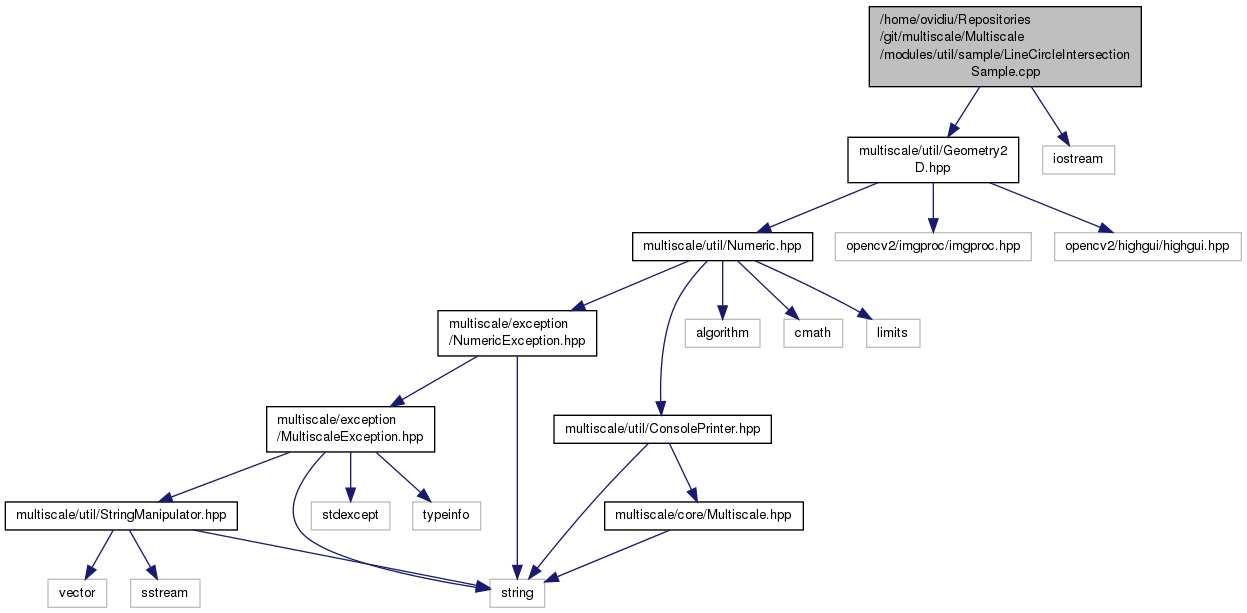 /home/ovidiu/Repositories
/git/multiscale/Multiscale
/modules/util/sample/LineCircleIntersection
Sample.cpp
multiscale/util/Geometry2
D.hpp
iostream
multiscale/util/Numeric.hpp
opencv2/imgproc/imgproc.hpp
opencv2/highgui/highgui.hpp
multiscale/exception
/NumericException.hpp
algorithm
cmath
limits
multiscale/exception
/MultiscaleException.hpp
multiscale/util/ConsolePrinter.hpp
multiscale/util/StringManipulator.hpp
stdexcept
typeinfo
multiscale/core/Multiscale.hpp
vector
sstream
string